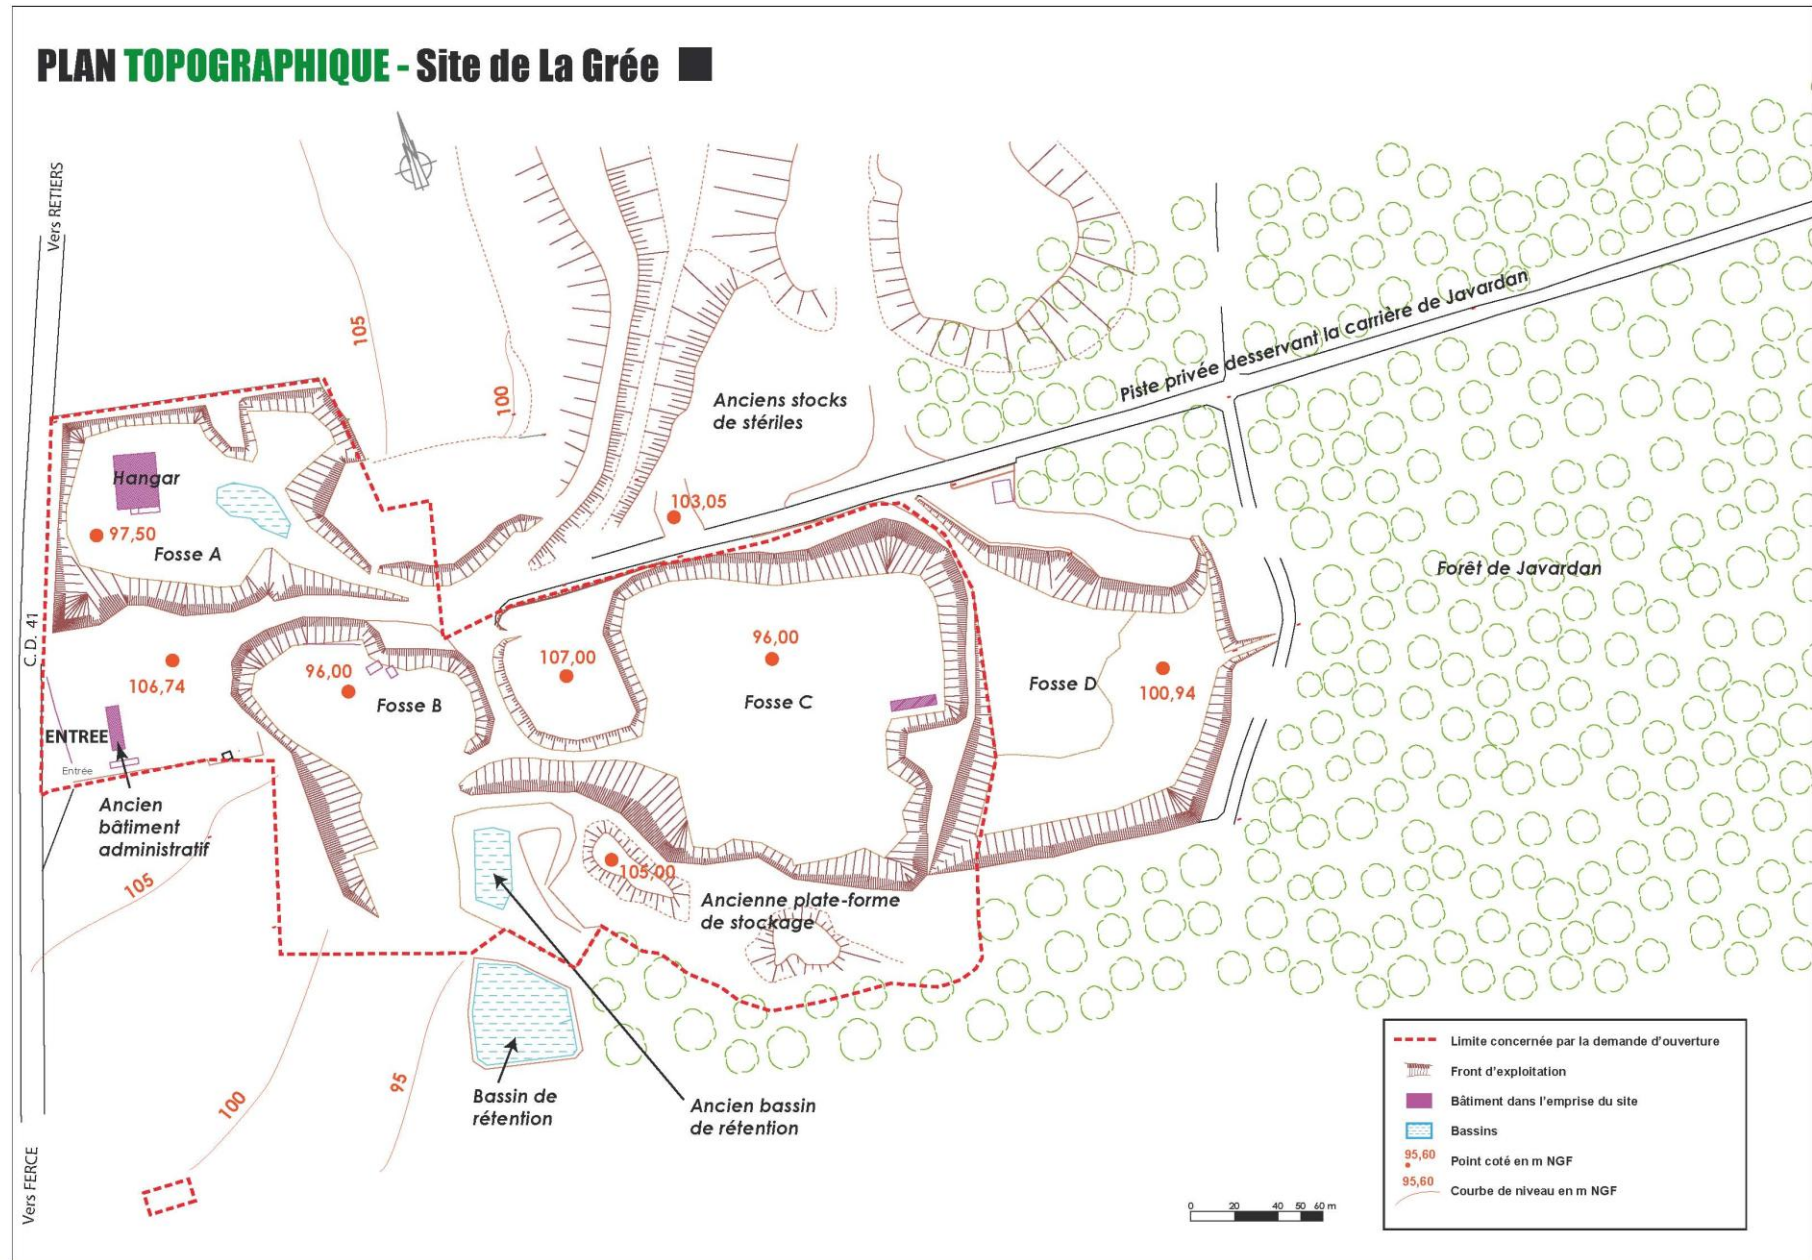 PLAN TOPOGRAPHIQUE - Site de La Grée
Vers RETIERS
105
100
Piste privée desservant la carrière de Javardan
Anciens stocks
de stériles
Hangar
97,50
Fosse A
103,05
Forêt de Javardan
C.D. 41
106,74
96,00
Fosse B
107,00
96,00
Fosse C
Fosse D
100,94
ENTREE
Entrée
Ancien
bâtiment
administratif
105
105,00
Ancienne plate-forme
de stockage
100
95
Bassin de
rétention
Ancien bassin
de rétention
Vers FERCE
0 20 40 50 60 m
Limite concernée par la demande d'ouverture
Front d'exploitation
Bâtiment dans l'emprise du site
Bassins
95,60
Point coté en m NGF
95,60
Courbe de niveau en m NGF